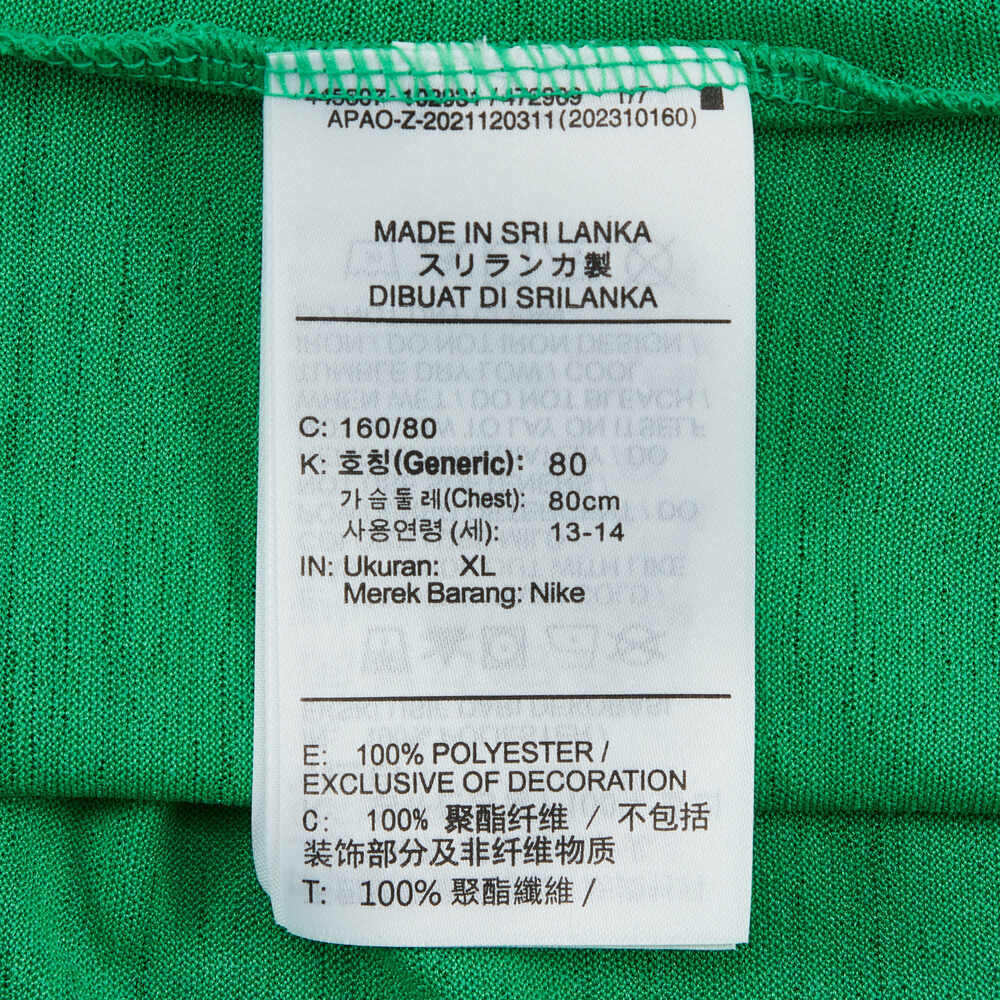 APAO-Z-2021120311(202310160)
MADE IN SRI LANKA
スリランカ製
DIBUAT DI SRILANKA
C: 160/80
K: 호칭(Generic): 80
가슴둘레(Chest): 80cm
사용연령(세): 13-14
IN: Ukuran: XL
Merek Barang: Nike
E: 100% POLYESTER /
EXCLUSIVE OF DECORATION
C: 100% 聚酯纤维 / 不包括
装饰部分及非纤维物质
T: 100% 聚酯纖維 /